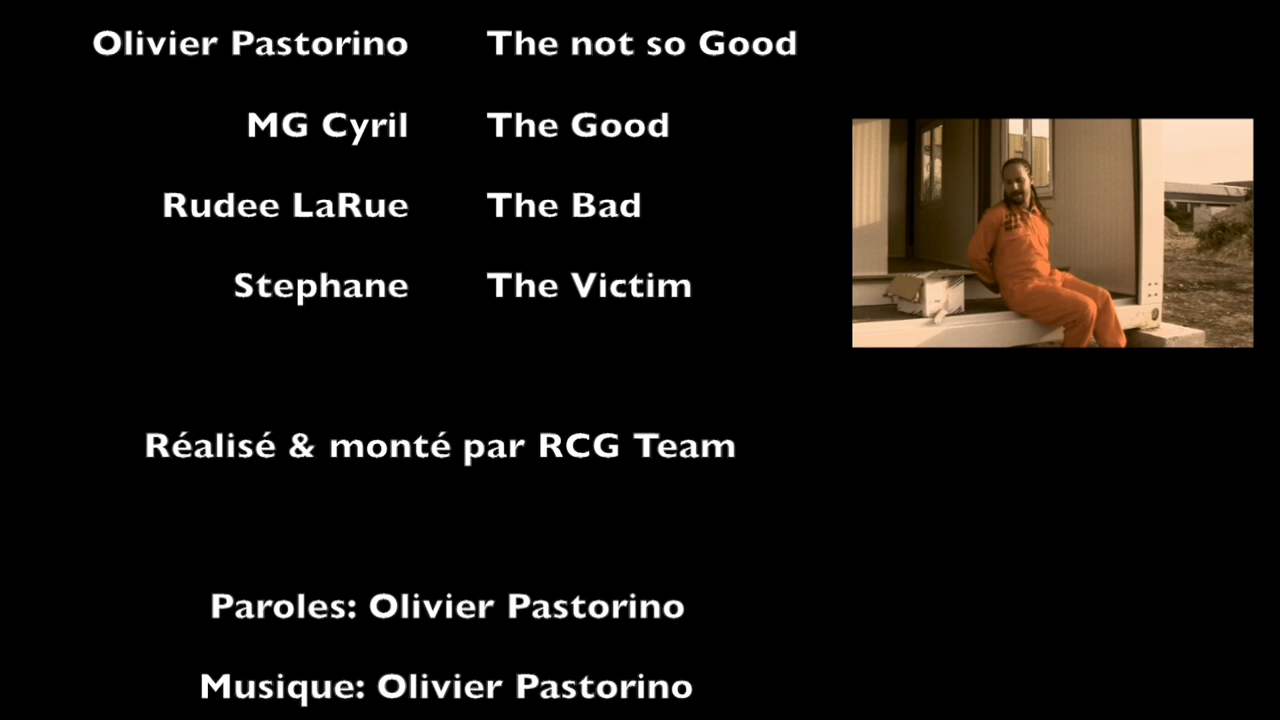 Olivier Pastorino The not so Good
MG Cyril The Good
Rudee LaRue The Bad
Stephane The Victim
Réalisé & monté par RCG Team
Paroles: Olivier Pastorino
Musique: Olivier Pastorino